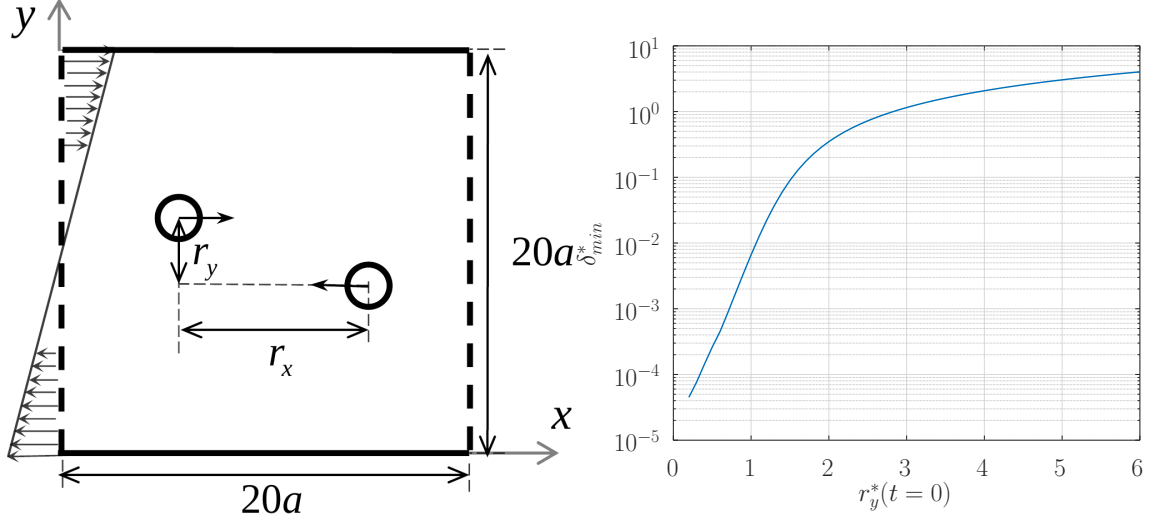 y
r_y
r_x
20a
20a
x
δ*_min
10^1
10^0
10^-1
10^-2
10^-3
10^-4
10^-5
0 1 2 3 4 5 6
r*_y(t = 0)